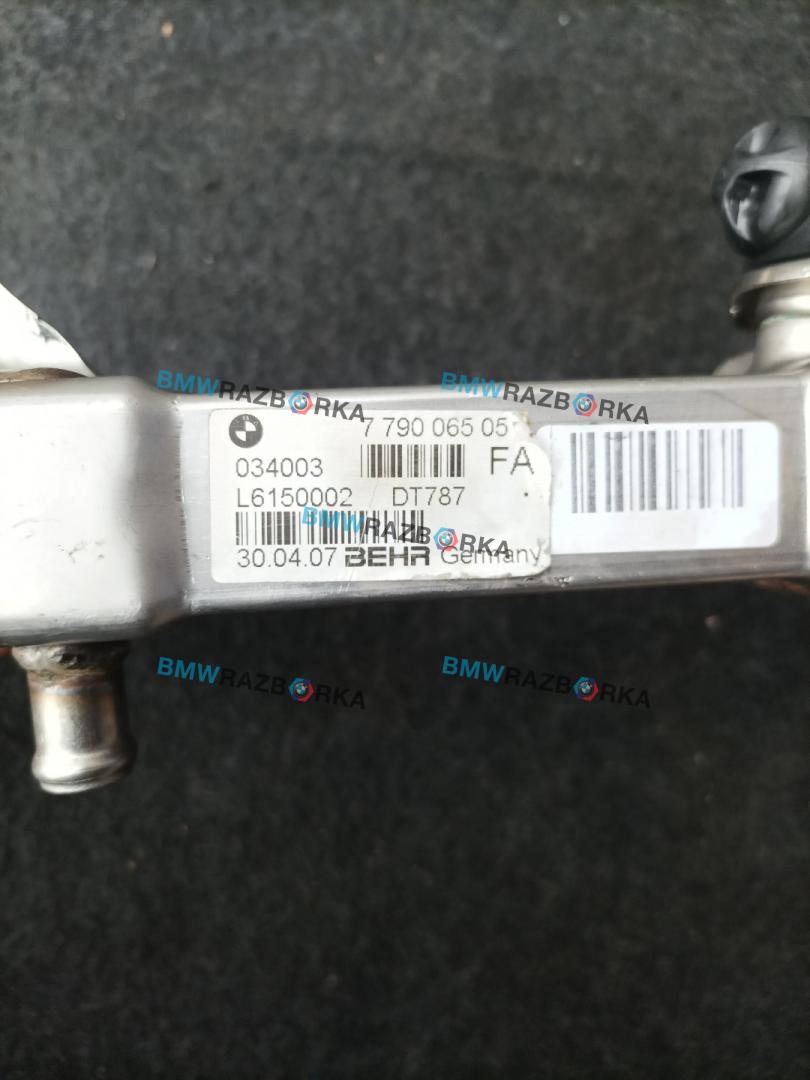 BMWRAZBORKA BMWRAZBORKA
7 790 065 05
034003 FA
L6150002 DT787
BMWRAZBORKA
30.04.07 BEHR Germany
BMWRAZBORKA BMWRAZBORKA